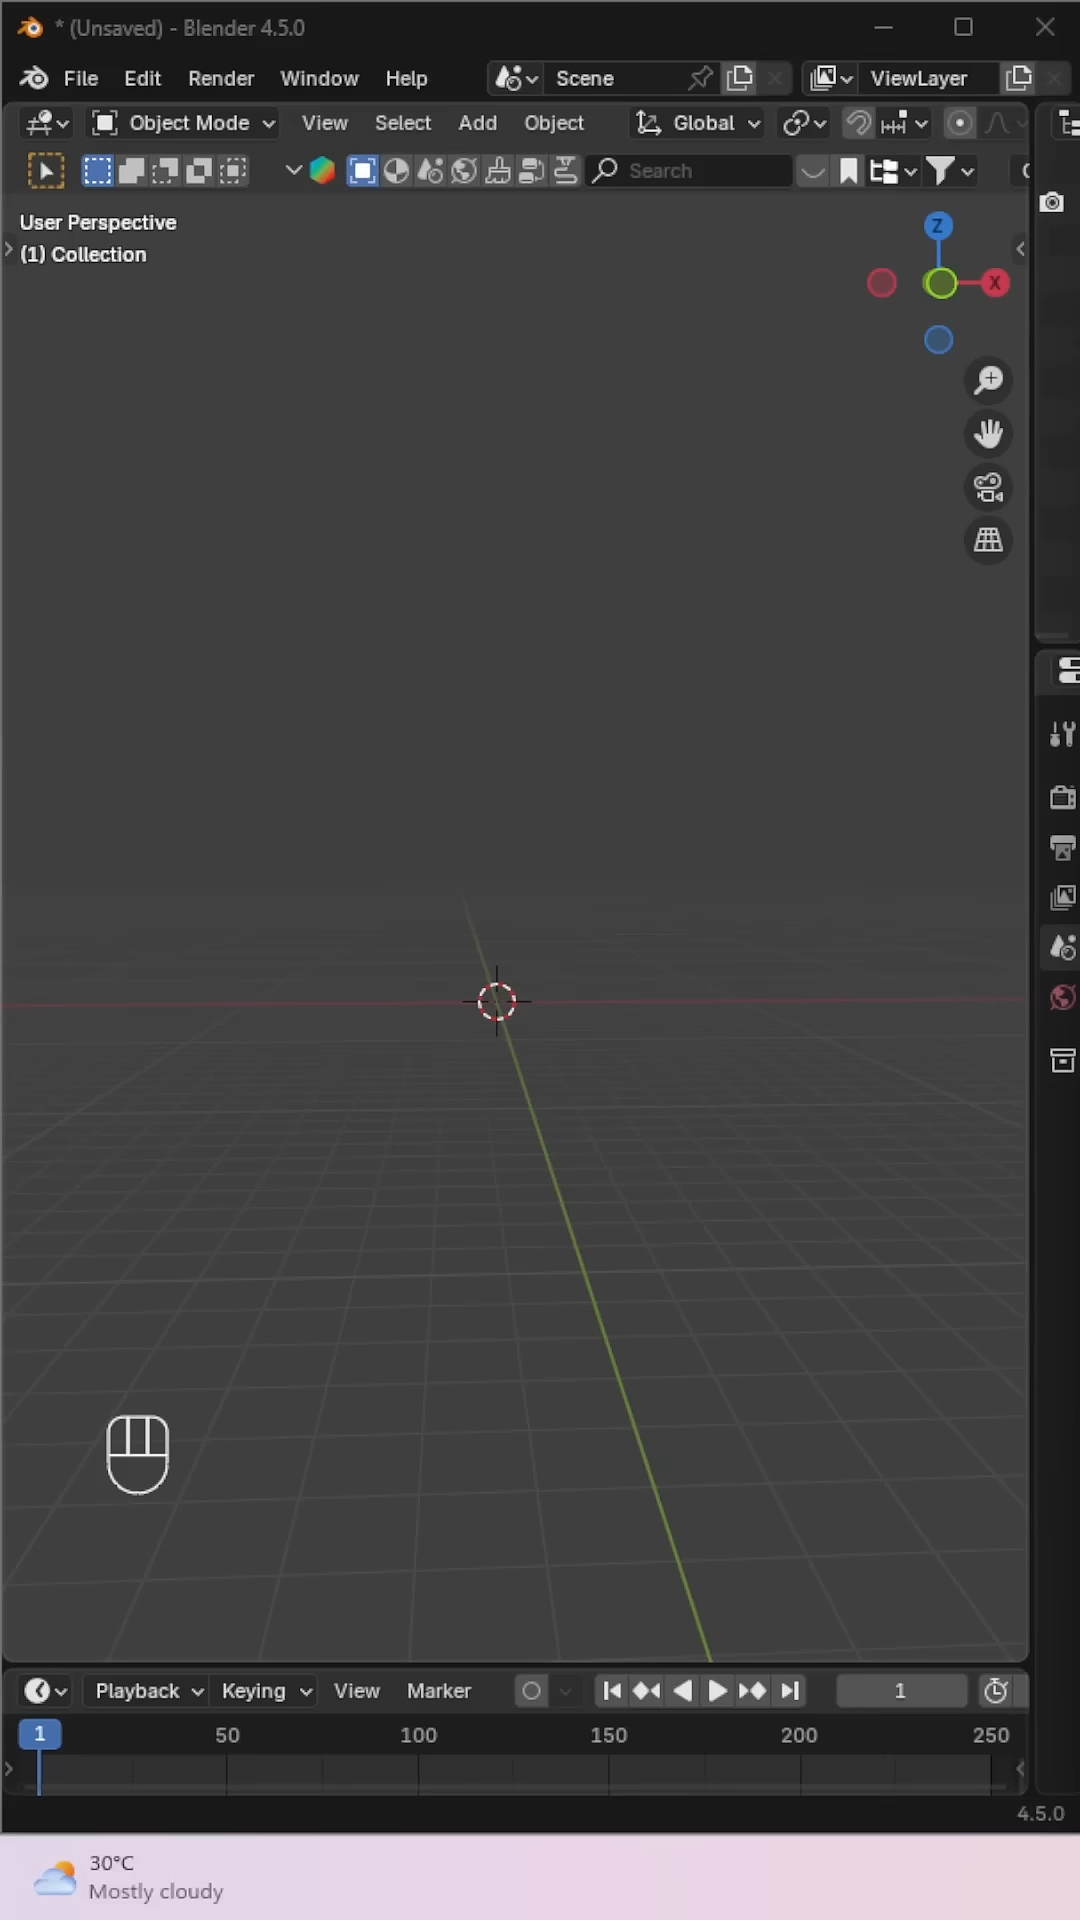 * (Unsaved) - Blender 4.5.0
File Edit Render Window Help Scene ViewLayer
Object Mode View Select Add Object Global
Search
User Perspective
(1) Collection
Z
X
Playback Keying View Marker 1
1 50 100 150 200 250
4.5.0
30°C
Mostly cloudy